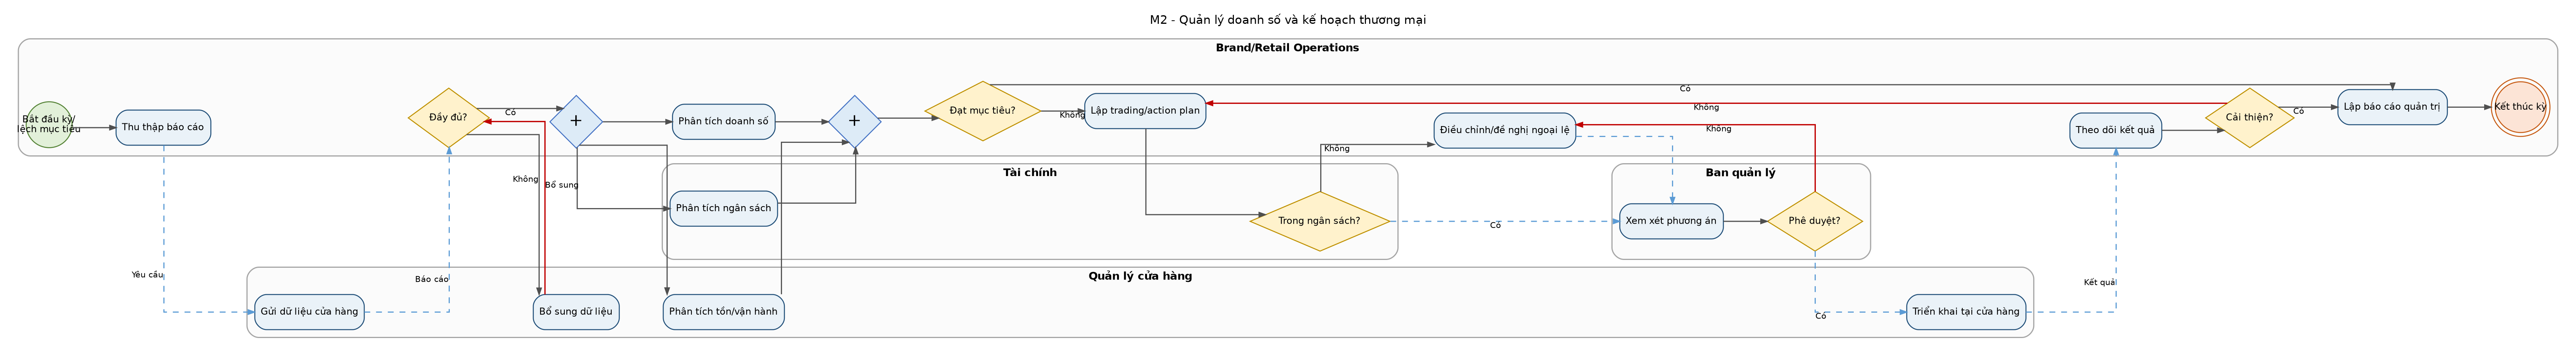 M2 - Quản lý doanh số và kế hoạch thương mại
Brand/Retail Operations
Bắt đầu kỳ/
lệch mục tiêu
Thu thập báo cáo
Đầy đủ?
Có
+
Phân tích doanh số
+
Đạt mục tiêu?
Không
Lập trading/action plan
Có
Không
Điều chỉnh/đề nghị ngoại lệ
Không
Không
Theo dõi kết quả
Cải thiện?
Có
Lập báo cáo quản trị
Kết thúc kỳ
Không
Bổ sung
Tài chính
Phân tích ngân sách
Trong ngân sách?
Có
Ban quản lý
Xem xét phương án
Phê duyệt?
Yêu cầu
Báo cáo
Kết quả
Quản lý cửa hàng
Gửi dữ liệu cửa hàng
Bổ sung dữ liệu
Phân tích tồn/vận hành
Có
Triển khai tại cửa hàng